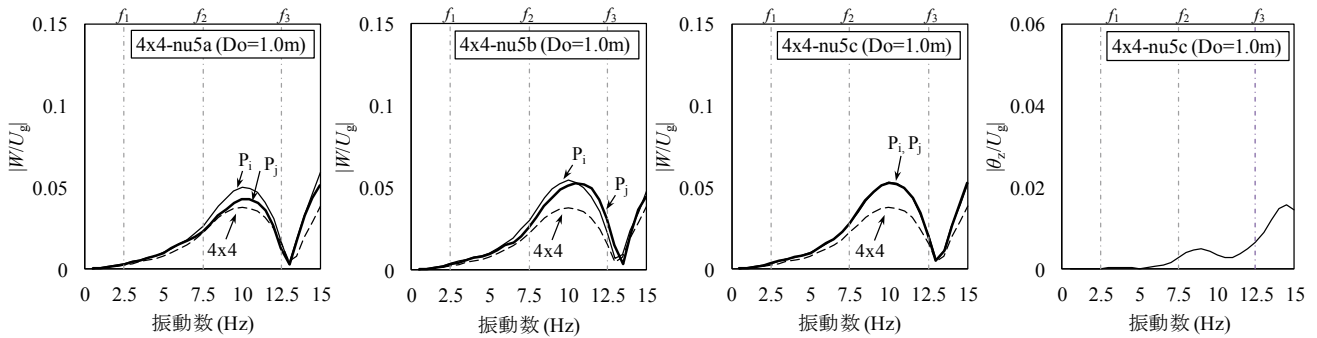 f1 f2 f3
4x4-nu5a (Do=1.0m)
0.15
0.1
0.05
0
|W/Ug|
Pi
Pj
4x4
0 2.5 5 7.5 10 12.5 15
振動数 (Hz)
f1 f2 f3
4x4-nu5b (Do=1.0m)
0.15
0.1
0.05
0
|W/Ug|
Pi
Pj
4x4
0 2.5 5 7.5 10 12.5 15
振動数 (Hz)
f1 f2 f3
4x4-nu5c (Do=1.0m)
0.15
0.1
0.05
0
|W/Ug|
Pi, Pj
4x4
0 2.5 5 7.5 10 12.5 15
振動数 (Hz)
f1 f2 f3
4x4-nu5c (Do=1.0m)
0.06
0.04
0.02
0
|θz/Ug|
0 2.5 5 7.5 10 12.5 15
振動数 (Hz)